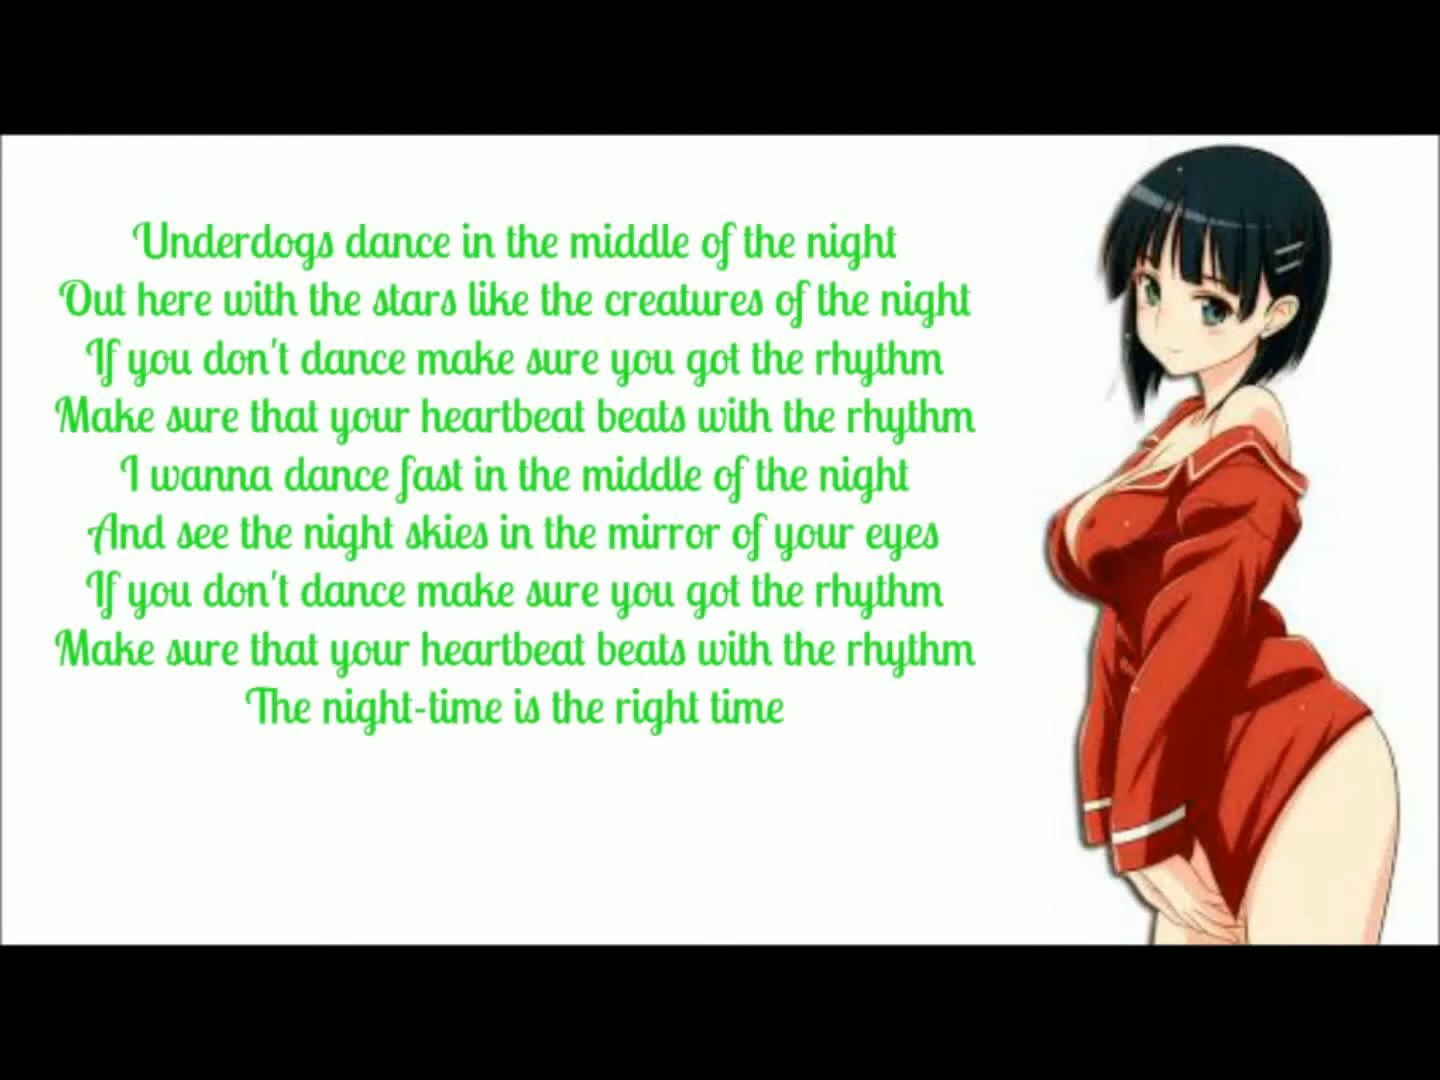 Underdogs dance in the middle of the night
Out here with the stars like the creatures of the night
If you don't dance make sure you got the rhythm
Make sure that your heartbeat beats with the rhythm
I wanna dance fast in the middle of the night
And see the night skies in the mirror of your eyes
If you don't dance make sure you got the rhythm
Make sure that your heartbeat beats with the rhythm
The night-time is the right time